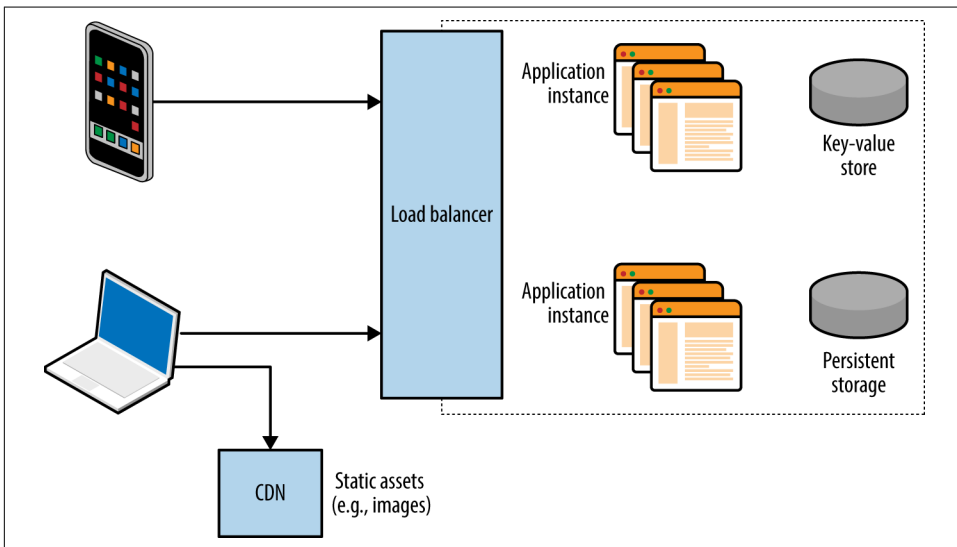 Application
instance
Key-value
store
Load balancer
Application
instance
Persistent
storage
CDN
Static assets
(e.g., images)